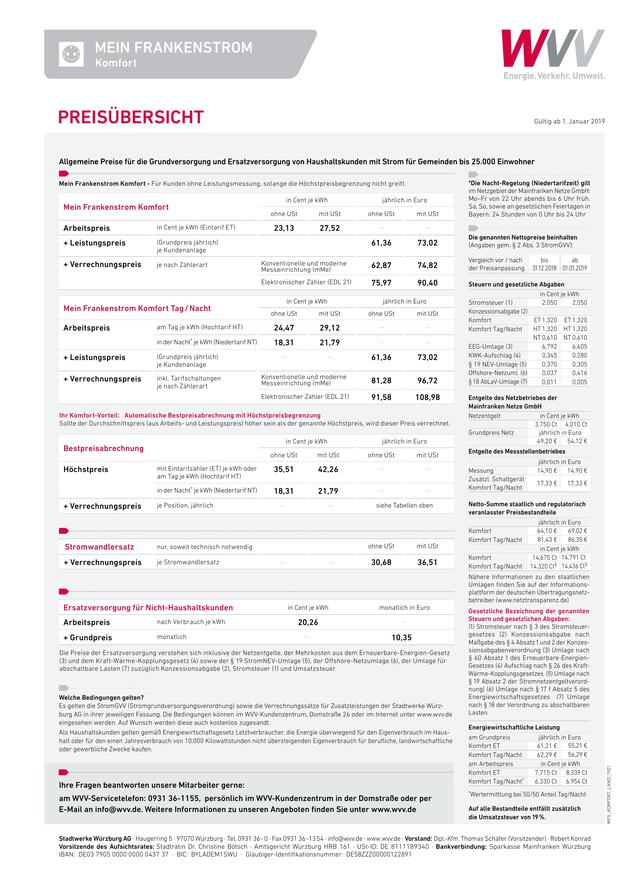 MEIN FRANKENSTROM
Komfort
WVV
Energie. Verkehr. Umwelt.
PREISÜBERSICHT
Gültig ab 1. Januar 2019
Allgemeine Preise für die Grundversorgung und Ersatzversorgung von Haushaltskunden mit Strom für Gemeinden bis 25.000 Einwohner
Mein Frankenstrom Komfort - Für Kunden ohne Leistungsmessung, solange die Höchstpreisbegrenzung nicht greift.
Mein Frankenstrom Komfort in Cent je kWh jährlich in Euro
ohne USt mit USt ohne USt mit USt
Arbeitspreis in Cent je kWh (Eintarif ET) 23,13 27,52 — —
+ Leistungspreis (Grundpreis jährlich) je Kundenanlage — — 61,36 73,02
+ Verrechnungspreis je nach Zählerart Konventionelle und moderne Messeinrichtung (mMe) 62,87 74,82
Elektronischer Zähler (EDL 21) 75,97 90,40
Mein Frankenstrom Komfort Tag / Nacht in Cent je kWh jährlich in Euro
ohne USt mit USt ohne USt mit USt
Arbeitspreis am Tag je kWh (Hochtarif HT) 24,47 29,12 — —
in der Nacht* je kWh (Niedertarif NT) 18,31 21,79 — —
+ Leistungspreis (Grundpreis jährlich) je Kundenanlage — — 61,36 73,02
+ Verrechnungspreis inkl. Tarifschaltungen je nach Zählerart Konventionelle und moderne Messeinrichtung (mMe) 81,28 96,72
Elektronischer Zähler (EDL 21) 91,58 108,98
Ihr Komfort-Vorteil: Automatische Bestpreisabrechnung mit Höchstpreisbegrenzung
Sollte der Durchschnittspreis (aus Arbeits- und Leistungspreis) höher sein als der genannte Höchstpreis, wird dieser Preis verrechnet.
Bestpreisabrechnung in Cent je kWh jährlich in Euro
ohne USt mit USt ohne USt mit USt
Höchstpreis mit Eintarifzähler (ET) je kWh oder am Tag je kWh (Hochtarif HT) 35,51 42,26 — —
in der Nacht* je kWh (Niedertarif NT) 18,31 21,79 — —
+ Verrechnungspreis je Position, jährlich — — siehe Tabellen oben
Stromwandlersatz nur, soweit technisch notwendig ohne USt mit USt
+ Verrechnungspreis je Stromwandlersatz — — 30,68 36,51
Ersatzversorgung für Nicht-Haushaltskunden in Cent je kWh monatlich in Euro
Arbeitspreis nach Verbrauch je kWh 20,26 —
+ Grundpreis monatlich — 10,35
Die Preise der Ersatzversorgung verstehen sich inklusive der Netzentgelte, der Mehrkosten aus dem Erneuerbare-Energien-Gesetz
(3) und dem Kraft-Wärme-Kopplungsgesetz (4) sowie der § 19 StromNEV-Umlage (5), der Offshore-Netzumlage (6), der Umlage für
abschaltbare Lasten (7) zuzüglich Konzessionsabgabe (2), Stromsteuer (1) und Umsatzsteuer.
Welche Bedingungen gelten?
Es gelten die StromGVV (Stromgrundversorgungsverordnung) sowie die Verrechnungssätze für Zusatzleistungen der Stadtwerke Würz-
burg AG in ihrer jeweiligen Fassung. Die Bedingungen können im WVV-Kundenzentrum, Domstraße 26 oder im Internet unter www.wvv.de
eingesehen werden. Auf Wunsch werden diese auch kostenlos zugesandt.
Als Haushaltskunden gelten gemäß Energiewirtschaftsgesetz Letztverbraucher, die Energie überwiegend für den Eigenverbrauch im Haus-
halt oder für den einen Jahresverbrauch von 10.000 Kilowattstunden nicht übersteigenden Eigenverbrauch für berufliche, landwirtschaftliche
oder gewerbliche Zwecke kaufen.
Ihre Fragen beantworten unsere Mitarbeiter gerne:
am WVV-Servicetelefon: 0931 36-1155, persönlich im WVV-Kundenzentrum in der Domstraße oder per
E-Mail an info@wvv.de. Weitere Informationen zu unseren Angeboten finden Sie unter www.wvv.de
*Die Nacht-Regelung (Niedertarifzeit) gilt
im Netzgebiet der Mainfranken Netze GmbH:
Mo–Fr von 22 Uhr abends bis 6 Uhr früh,
Sa, So, sowie an gesetzlichen Feiertagen in
Bayern: 24 Stunden von 0 Uhr bis 24 Uhr
Die genannten Nettopreise beinhalten
(Angaben gem. § 2 Abs. 3 StromGVV):
Vergleich vor / nach bis ab
der Preisanpassung 31.12.2018 01.01.2019
Steuern und gesetzliche Abgaben
in Cent je kWh
Stromsteuer (1) 2,050 2,050
Konzessionsabgabe (2)
Komfort ET 1,320 ET 1,320
Komfort Tag/Nacht HT 1,320 HT 1,320
NT 0,610 NT 0,610
EEG-Umlage (3) 6,792 6,405
KWK-Aufschlag (4) 0,345 0,280
§ 19 NEV-Umlage (5) 0,370 0,305
Offshore-Netzuml. (6) 0,037 0,416
§ 18 AbLaV-Umlage (7) 0,011 0,005
Entgelte des Netzbetriebes der
Mainfranken Netze GmbH
Netzentgelt in Cent je kWh
3,750 Ct 4,010 Ct
Grundpreis Netz jährlich in Euro
49,20 € 54,12 €
Entgelte des Messstellenbetriebes
jährlich in Euro
Messung 14,90 € 14,90 €
Zusätzl. Schaltgerät
Komfort Tag/Nacht 17,33 € 17,33 €
Netto-Summe staatlich und regulatorisch
veranlasster Preisbestandteile
jährlich in Euro
Komfort 64,10 € 69,02 €
Komfort Tag/Nacht 81,43 € 86,35 €
in Cent je kWh
Komfort 14,675 Ct 14,791 Ct
Komfort Tag/Nacht 14,320 Ct§ 14,436 Ct§
Nähere Informationen zu den staatlichen
Umlagen finden Sie auf der Informations-
plattform der deutschen Übertragungsnetz-
betreiber (www.netztransparenz.de)
Gesetzliche Bezeichnung der genannten
Steuern und gesetzlichen Abgaben:
(1) Stromsteuer nach § 3 des Stromsteuer-
gesetzes (2) Konzessionsabgabe nach
Maßgabe des § 4 Absatz 1 und 2 der Konzes-
sionsabgabenverordnung (3) Umlage nach
§ 60 Absatz 1 des Erneuerbare-Energien-
Gesetzes (4) Aufschlag nach § 26 des Kraft-
Wärme-Kopplungsgesetzes (5) Umlage nach
§ 19 Absatz 2 der Stromnetzentgeltverord-
nung) (6) Umlage nach § 17 f Absatz 5 des
Energiewirtschaftsgesetzes (7) Umlage
nach § 18 der Verordnung zu abschaltbaren
Lasten.
Energiewirtschaftliche Leistung
am Grundpreis jährlich in Euro
Komfort ET 61,21 € 55,21 €
Komfort Tag/Nacht 62,29 € 56,29 €
am Arbeitspreis in Cent je kWh
Komfort ET 7,715 Ct 8,339 Ct
Komfort Tag/Nacht* 6,330 Ct 6,954 Ct
*Wertermittlung bei 50/50 Anteil Tag/Nacht
Auf alle Bestandteile entfällt zusätzlich
die Umsatzsteuer von 19 %.
Stadtwerke Würzburg AG · Haugerring 5 · 97070 Würzburg · Tel. 0931 36-0 · Fax 0931 36-1354 · info@wvv.de · www.wvv.de · Vorstand: Dipl.-Kfm. Thomas Schäfer (Vorsitzender) · Robert Konrad
Vorsitzende des Aufsichtsrates: Stadträtin Dr. Christine Bötsch · Amtsgericht Würzburg HRB 161 · USt-ID: DE 8111189340 · Bankverbindung: Sparkasse Mainfranken Würzburg
IBAN: DE03 7905 0000 0000 0437 37 · BIC: BYLADEM1SWU · Gläubiger-Identifikationsnummer: DE58ZZZ00000122891